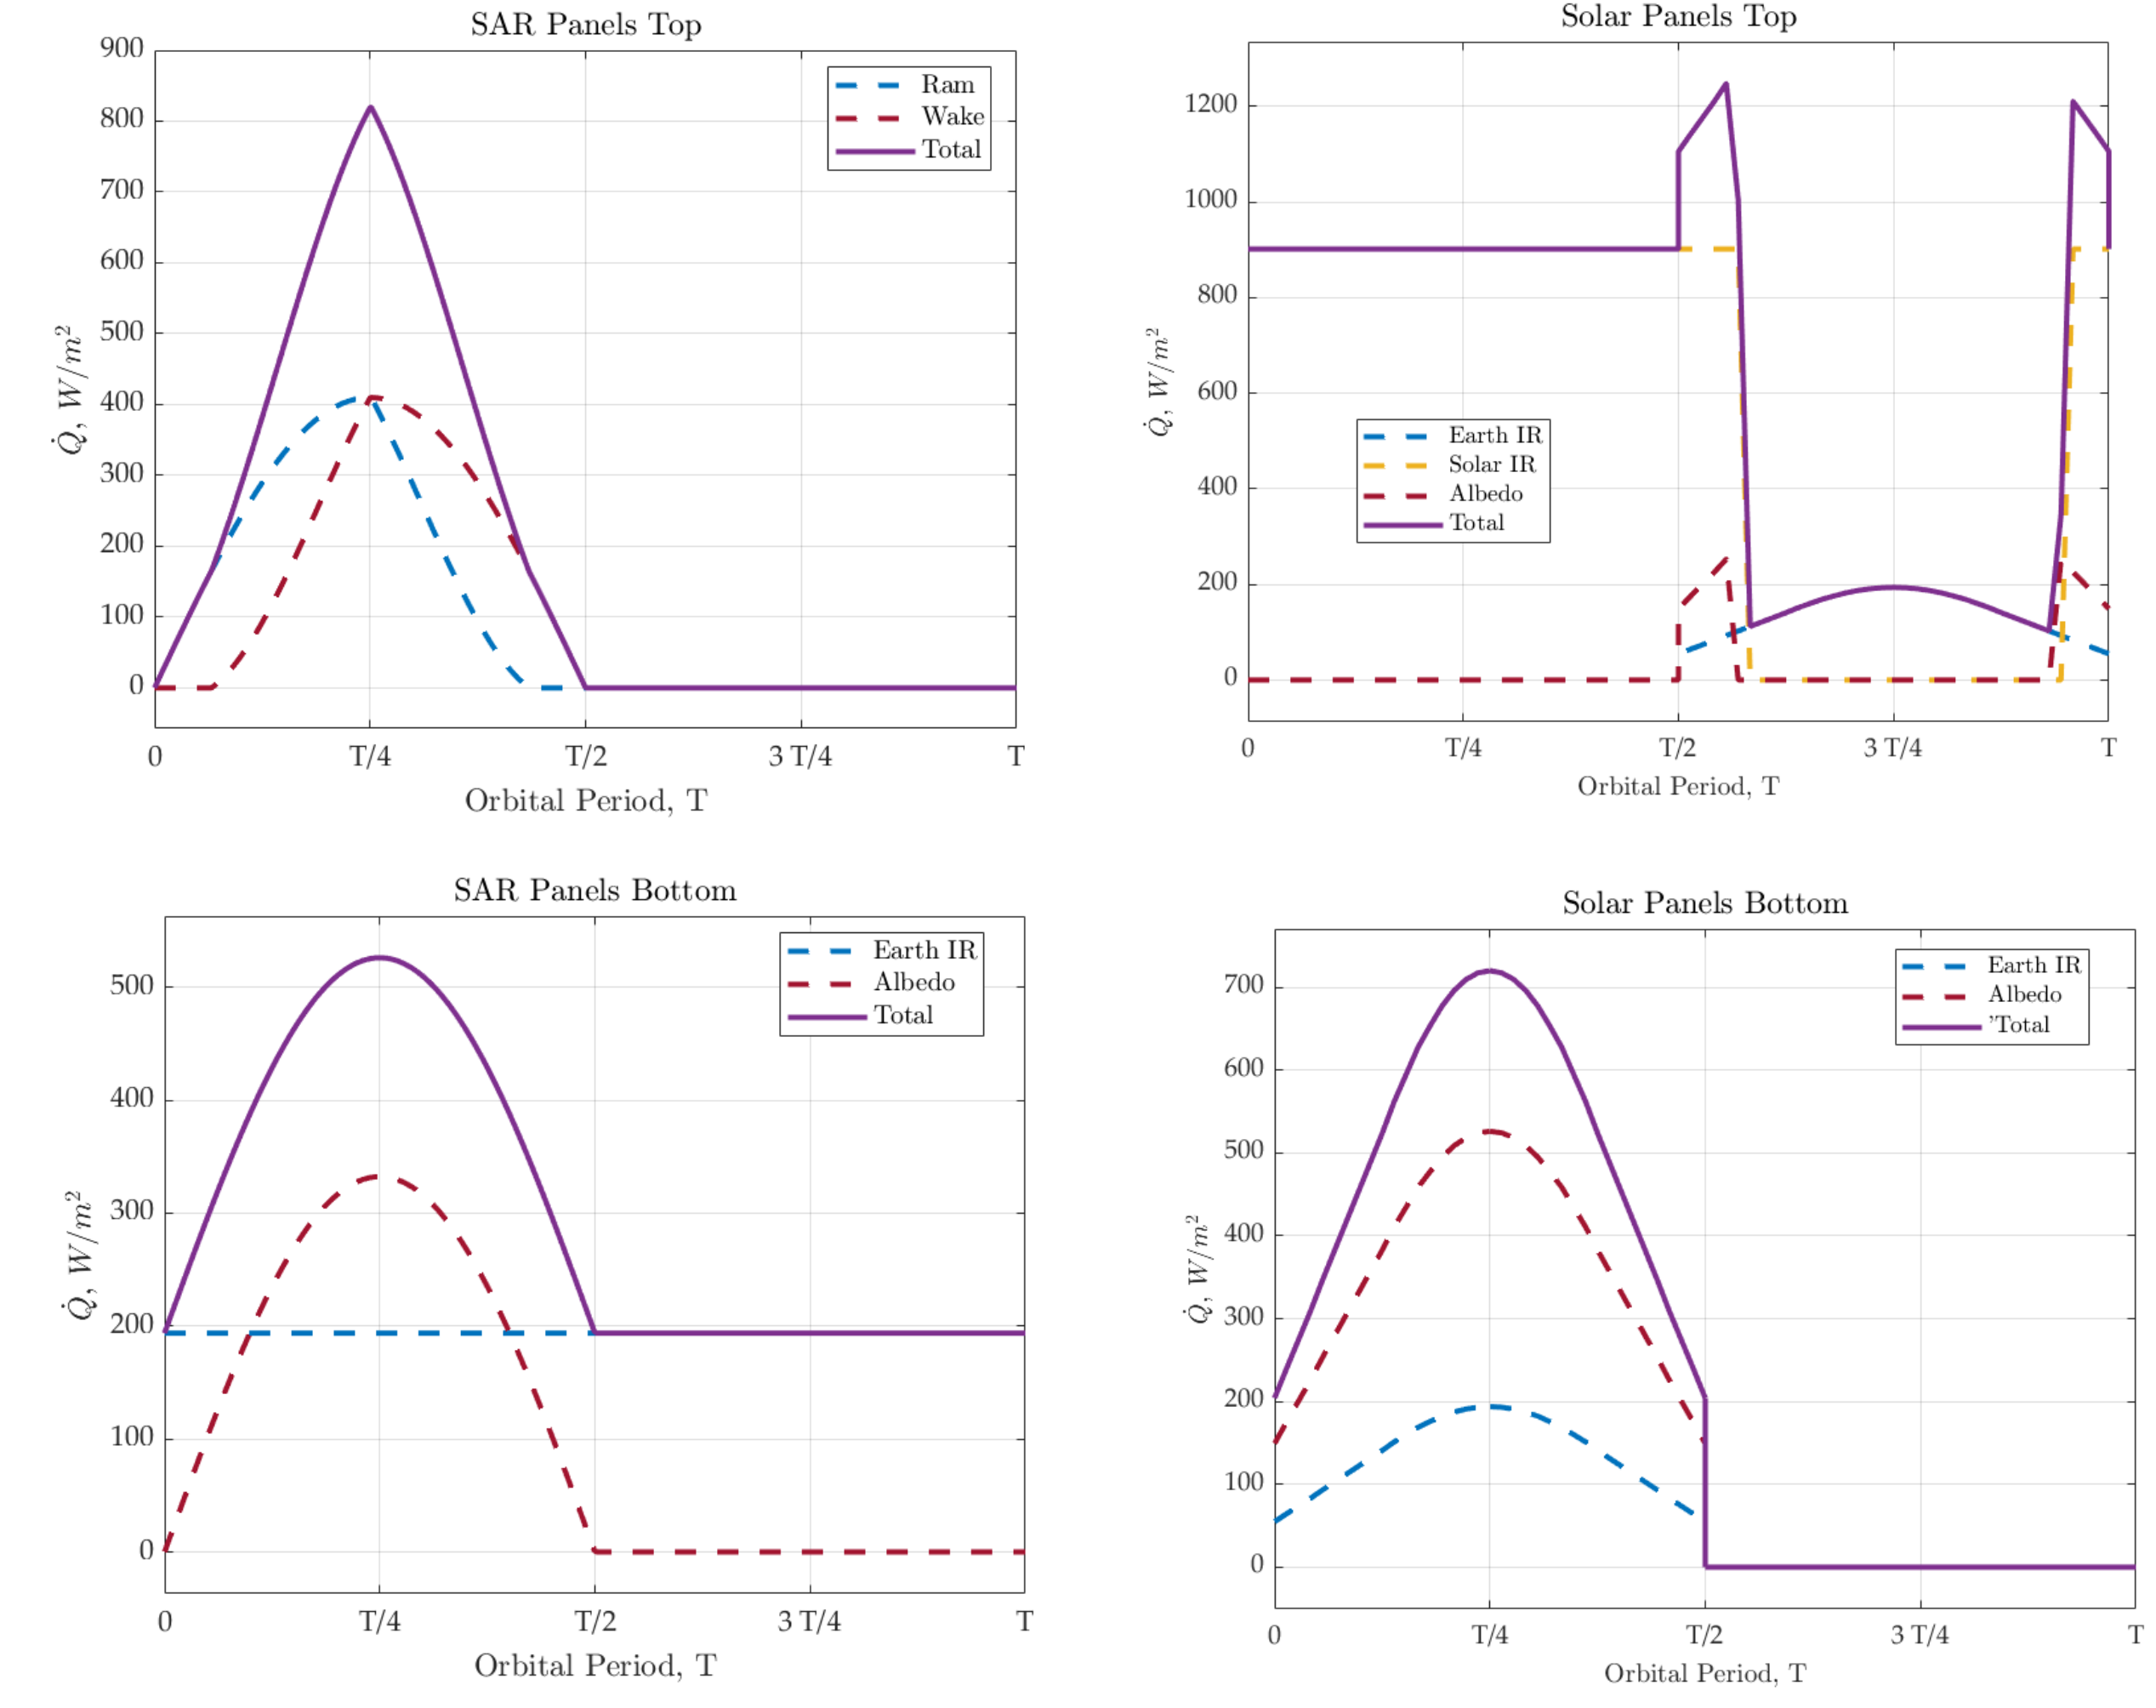 SAR Panels Top
900
800
700
600
500
400
300
200
100
0
Q̇, W/m²
Ram
Wake
Total
0 T/4 T/2 3 T/4 T
Orbital Period, T
Solar Panels Top
1200
1000
800
600
400
200
0
Q̇, W/m²
Earth IR
Solar IR
Albedo
Total
0 T/4 T/2 3 T/4 T
Orbital Period, T
SAR Panels Bottom
500
400
300
200
100
0
Q̇, W/m²
Earth IR
Albedo
Total
0 T/4 T/2 3 T/4 T
Orbital Period, T
Solar Panels Bottom
700
600
500
400
300
200
100
0
Q̇, W/m²
Earth IR
Albedo
'Total
0 T/4 T/2 3 T/4 T
Orbital Period, T